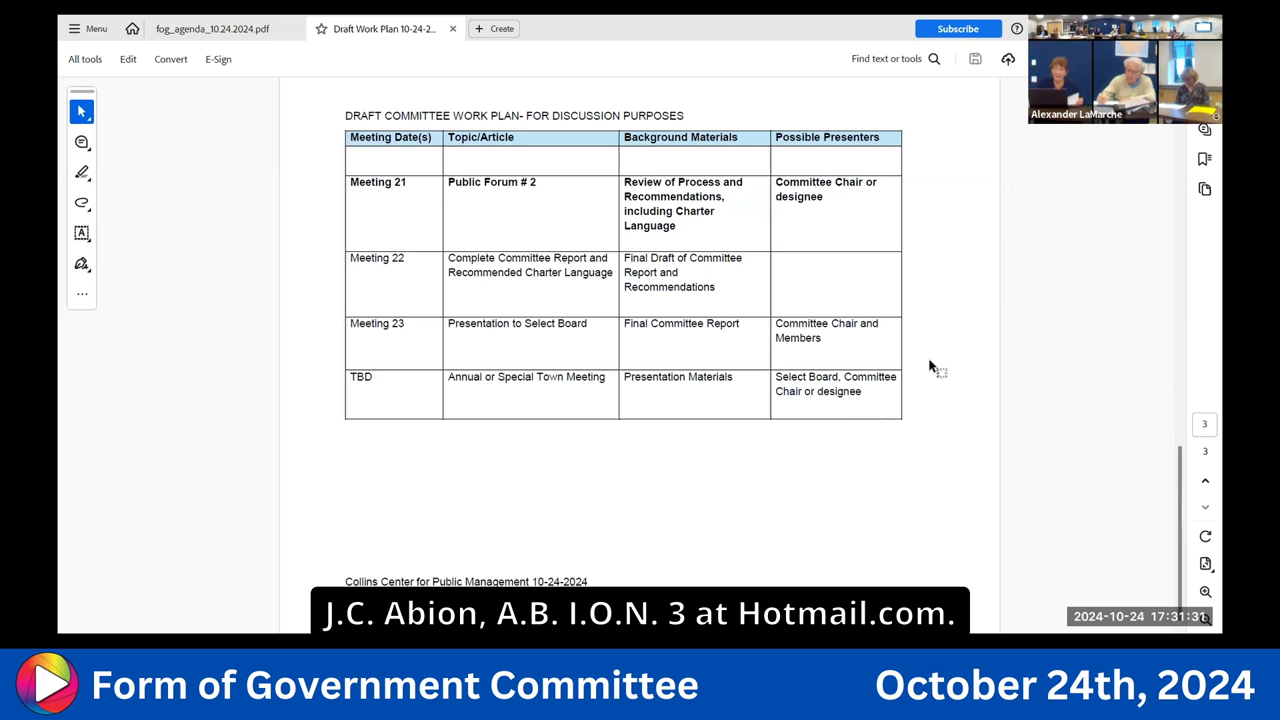 Menu
fog_agenda_10.24.2024.pdf
Draft Work Plan 10-24-2...
Create
Subscribe
All tools
Edit
Convert
E-Sign
Find text or tools
Alexander LaMarche
DRAFT COMMITTEE WORK PLAN- FOR DISCUSSION PURPOSES
Meeting Date(s) Topic/Article Background Materials Possible Presenters
Meeting 21 Public Forum # 2 Review of Process and Committee Chair or
Recommendations, designee
including Charter
Language
Meeting 22 Complete Committee Report and Final Draft of Committee
Recommended Charter Language Report and
Recommendations
Meeting 23 Presentation to Select Board Final Committee Report Committee Chair and
Members
TBD Annual or Special Town Meeting Presentation Materials Select Board, Committee
Chair or designee
3
3
Collins Center for Public Management 10-24-2024
J.C. Abion, A.B. I.O.N. 3 at Hotmail.com.
2024-10-24 17:31:31
Form of Government Committee
October 24th, 2024